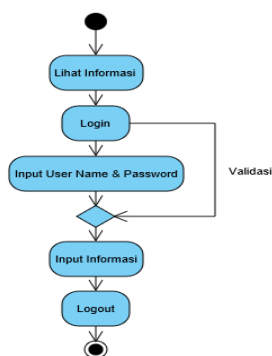 Lihat Informasi
Login
Input User Name & Password
Validasi
Input Informasi
Logout